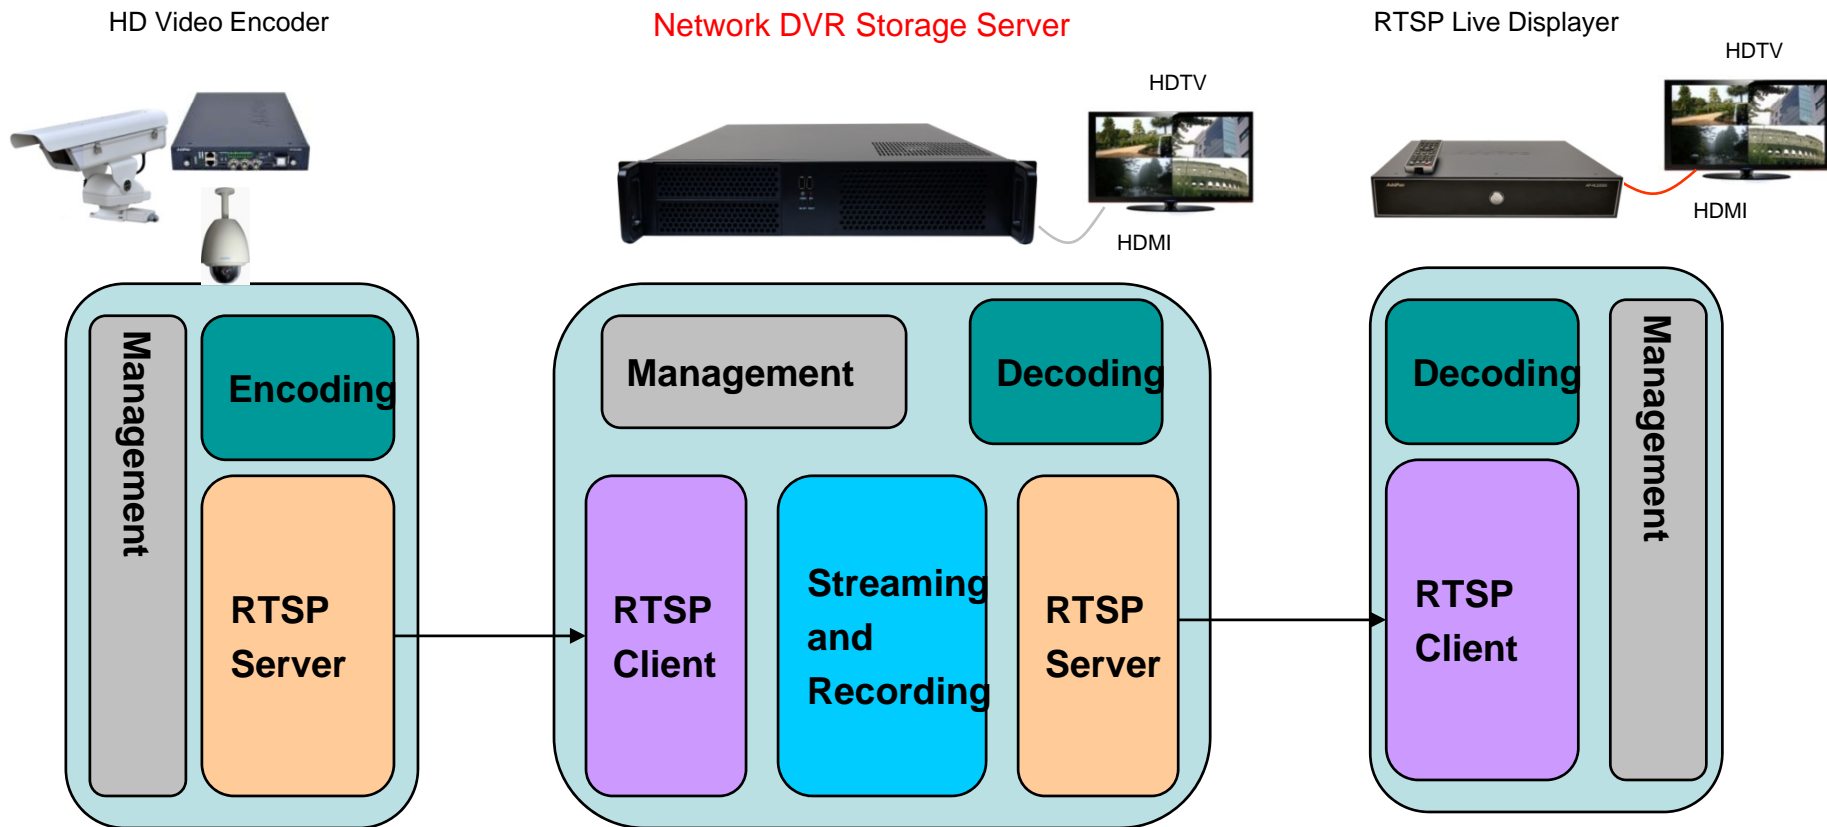 HD Video Encoder
Network DVR Storage Server
RTSP Live Displayer
HDTV
HDMI
HDTV
HDMI
Management
Encoding
RTSP
Server
Management
Decoding
RTSP
Client
Streaming
and
Recording
RTSP
Server
Decoding
Management
RTSP
Client